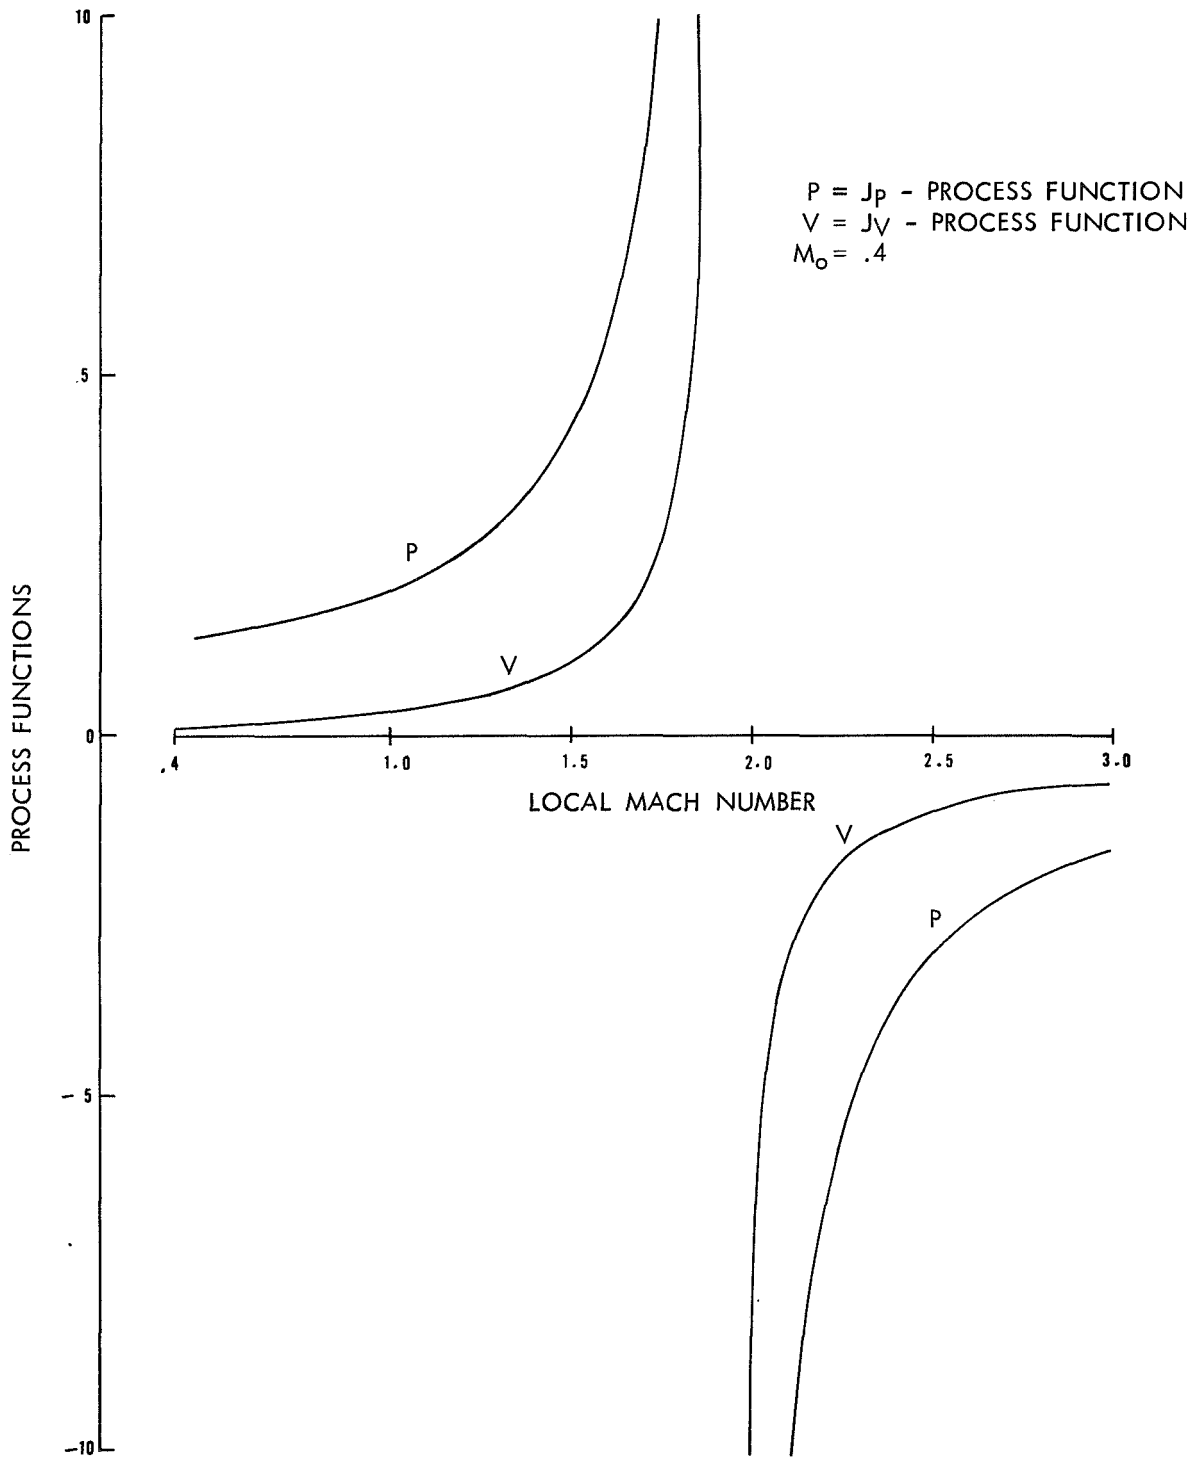 10
P = JP - PROCESS FUNCTION
V = JV - PROCESS FUNCTION
Mo = .4
.5
P
V
PROCESS FUNCTIONS
0
.4 1.0 1.5 2.0 2.5 3.0
LOCAL MACH NUMBER
V
P
- 5
-10